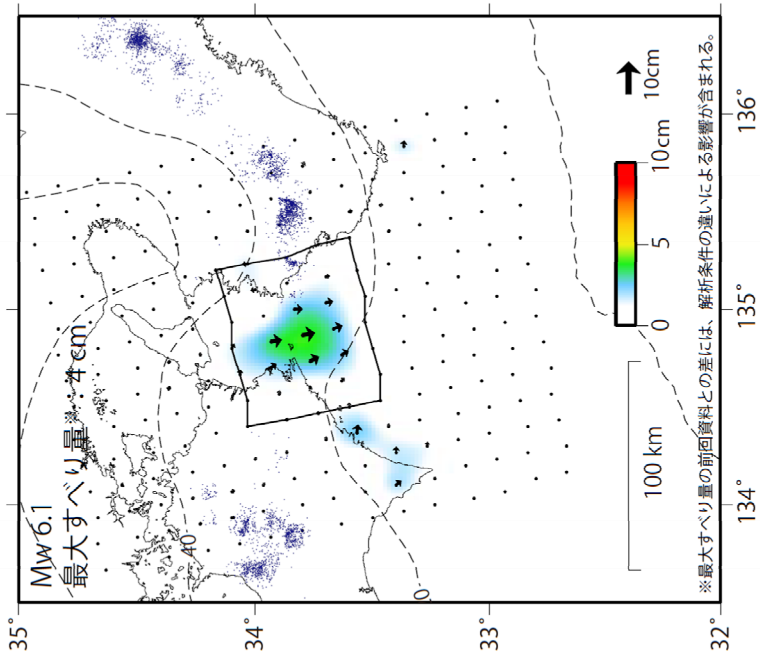 Mw 6.1
最大すべり量※:4cm
40
0
100 km
0
5
10cm
10cm
※最大すべり量の前回資料との差には、解析条件の違いによる影響が含まれる。
35°
34°
33°
32°
134°
135°
136°